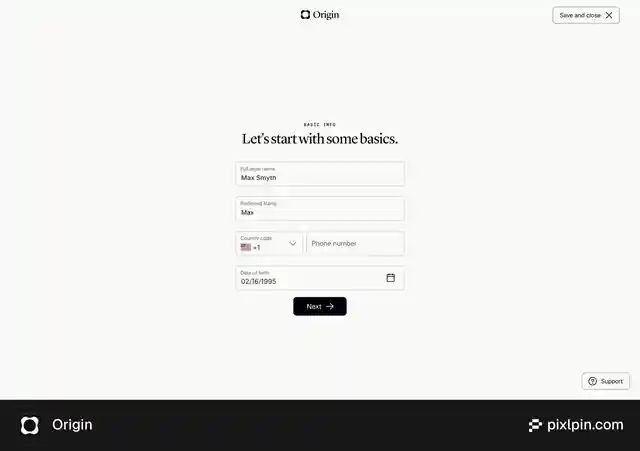 Origin
Save and close
BASIC INFO
Let's start with some basics.
Full legal name
Max Smyth
Preferred Name
Max
Country code
+1
Phone number
Date of birth
02/16/1995
Next
Support
Origin
pixlpin.com